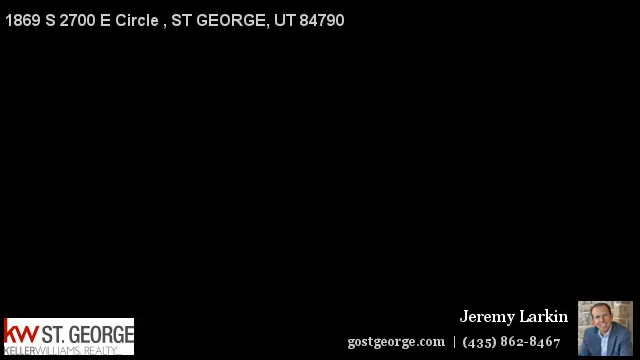 1869 S 2700 E Circle , ST GEORGE, UT 84790
Jeremy Larkin
gostgeorge.com | (435) 862-8467
kw ST. GEORGE
KELLERWILLIAMS. REALTY